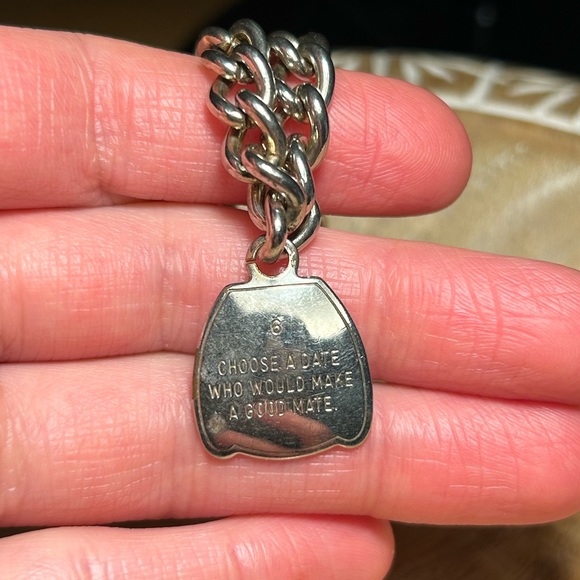 6
CHOOSE A DATE
WHO WOULD MAKE
A GOOD MATE.